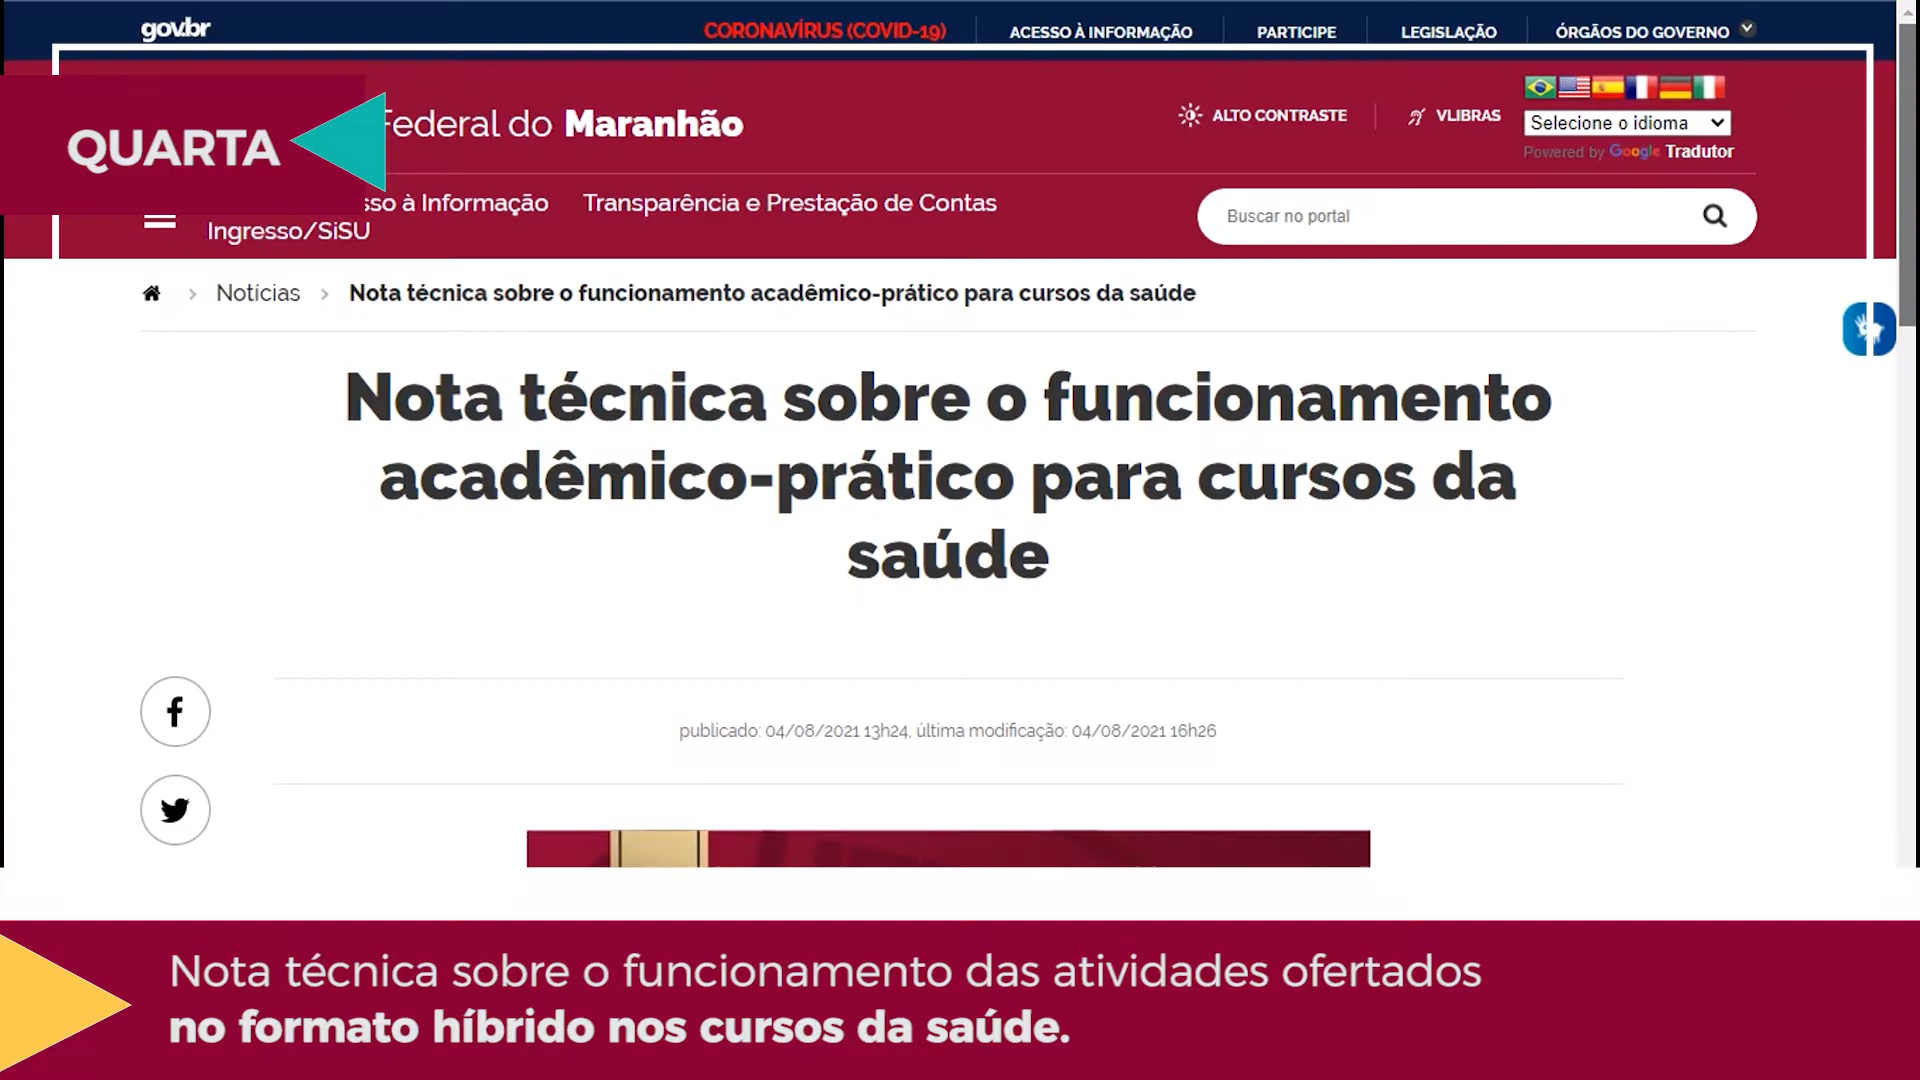 gov.br
CORONAVÍRUS (COVID-19)
ACESSO À INFORMAÇÃO
PARTICIPE
LEGISLAÇÃO
ÓRGÃOS DO GOVERNO
QUARTA
Federal do Maranhão
ALTO CONTRASTE
VLIBRAS
Selecione o idioma
Powered by Google Tradutor
sso à Informação
Transparência e Prestação de Contas
Ingresso/SiSU
Buscar no portal
Notícias
Nota técnica sobre o funcionamento acadêmico-prático para cursos da saúde
Nota técnica sobre o funcionamento
acadêmico-prático para cursos da
saúde
publicado: 04/08/2021 13h24, última modificação: 04/08/2021 16h26
Nota técnica sobre o funcionamento das atividades ofertados
no formato híbrido nos cursos da saúde.